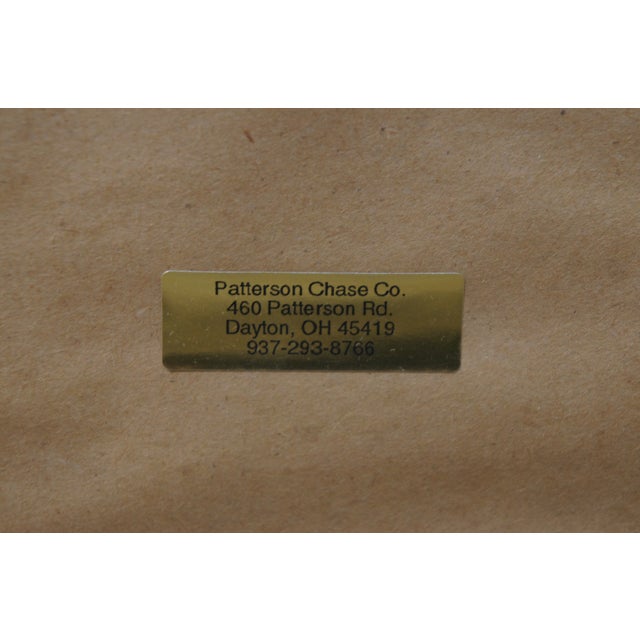 Patterson Chase Co.
460 Patterson Rd.
Dayton, OH 45419
937-293-8766